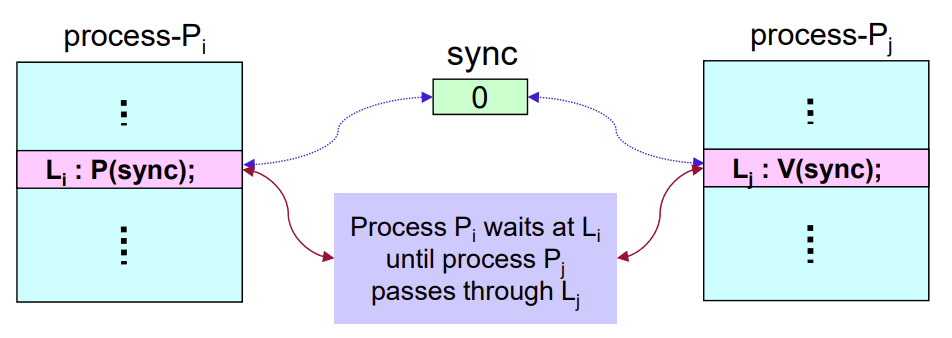 process-Pi
sync
process-Pj
0
Li : P(sync);
Lj : V(sync);
Process Pi waits at Li
until process Pj
passes through Lj